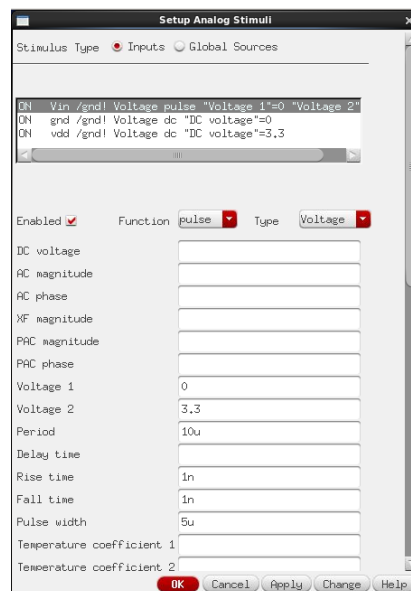 Setup Analog Stimuli
Stimulus Type Inputs Global Sources
ON Vin /gnd! Voltage pulse "Voltage 1"=0 "Voltage 2"
ON gnd /gnd! Voltage dc "DC voltage"=0
ON vdd /gnd! Voltage dc "DC voltage"=3.3
Enabled Function pulse Type Voltage
DC voltage
AC magnitude
AC phase
XF magnitude
PAC magnitude
PAC phase
Voltage 1 0
Voltage 2 3.3
Period 10u
Delay time
Rise time 1n
Fall time 1n
Pulse width 5u
Temperature coefficient 1
Temperature coefficient 2
OK Cancel Apply Change Help